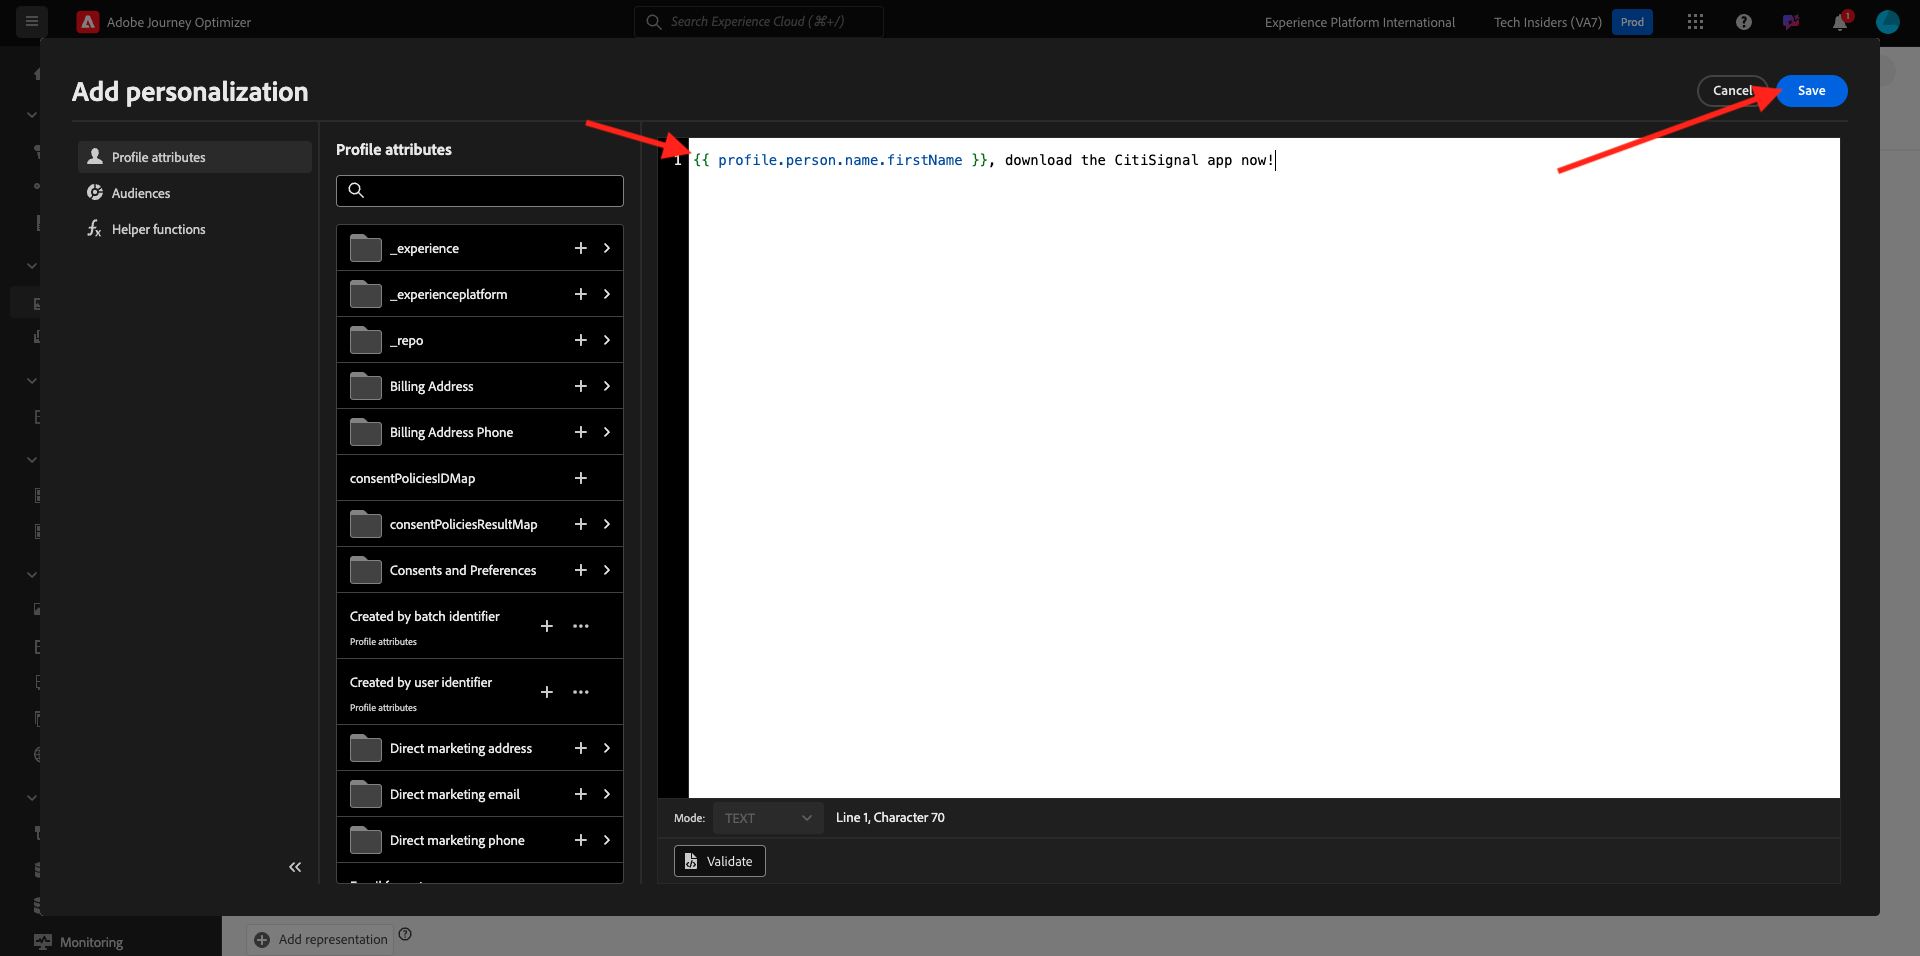 Adobe Journey Optimizer
Search Experience Cloud (⌘+/)
Experience Platform International
Tech Insiders (VA7)
Prod
1
Add personalization
Cancel
Save
Profile attributes
Audiences
Helper functions
Profile attributes
_experience
_experienceplatform
_repo
Billing Address
Billing Address Phone
consentPoliciesIDMap
consentPoliciesResultMap
Consents and Preferences
Created by batch identifier
Profile attributes
Created by user identifier
Profile attributes
Direct marketing address
Direct marketing email
Direct marketing phone
1
{{ profile.person.name.firstName }}, download the CitiSignal app now!
Mode:
TEXT
Line 1, Character 70
Validate
Monitoring
Add representation